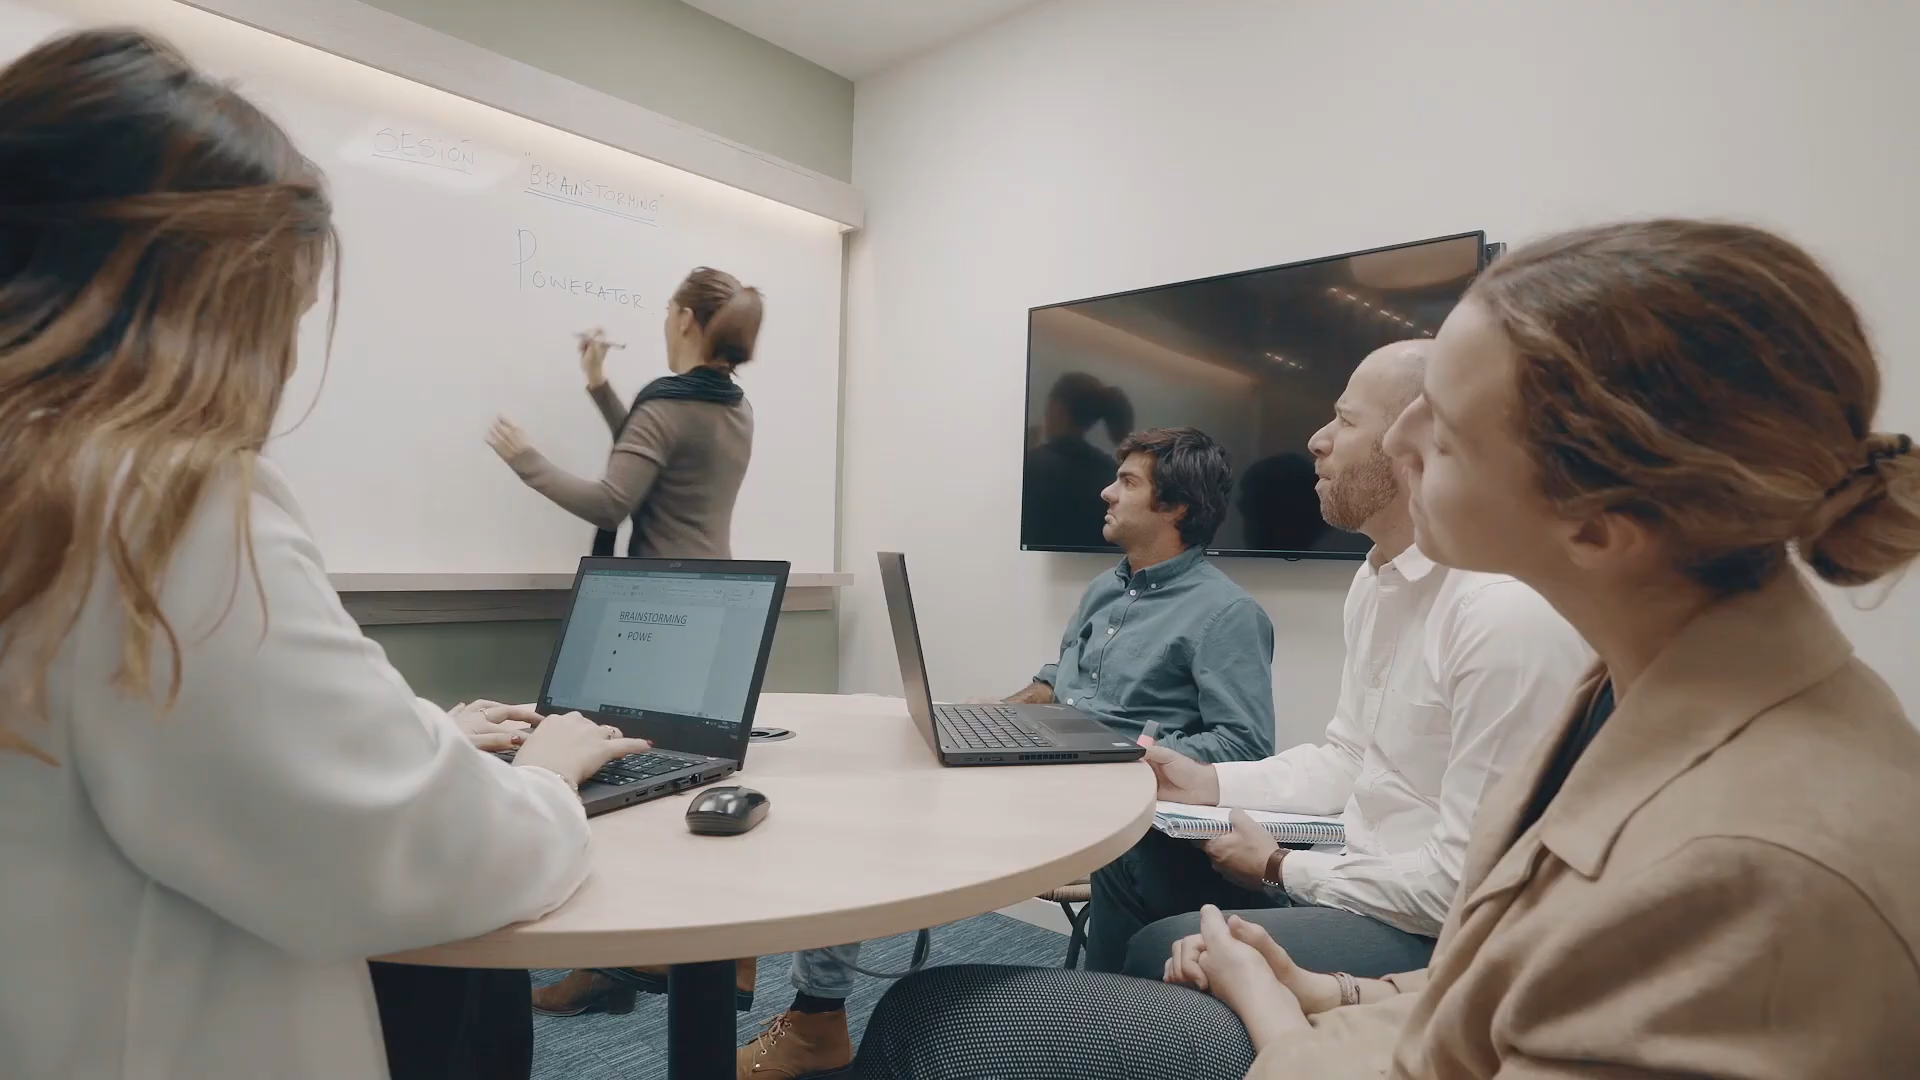 SESIÓN "BRAINSTORMING"
POWERATOR
BRAINSTORMING
• POWE
•
•